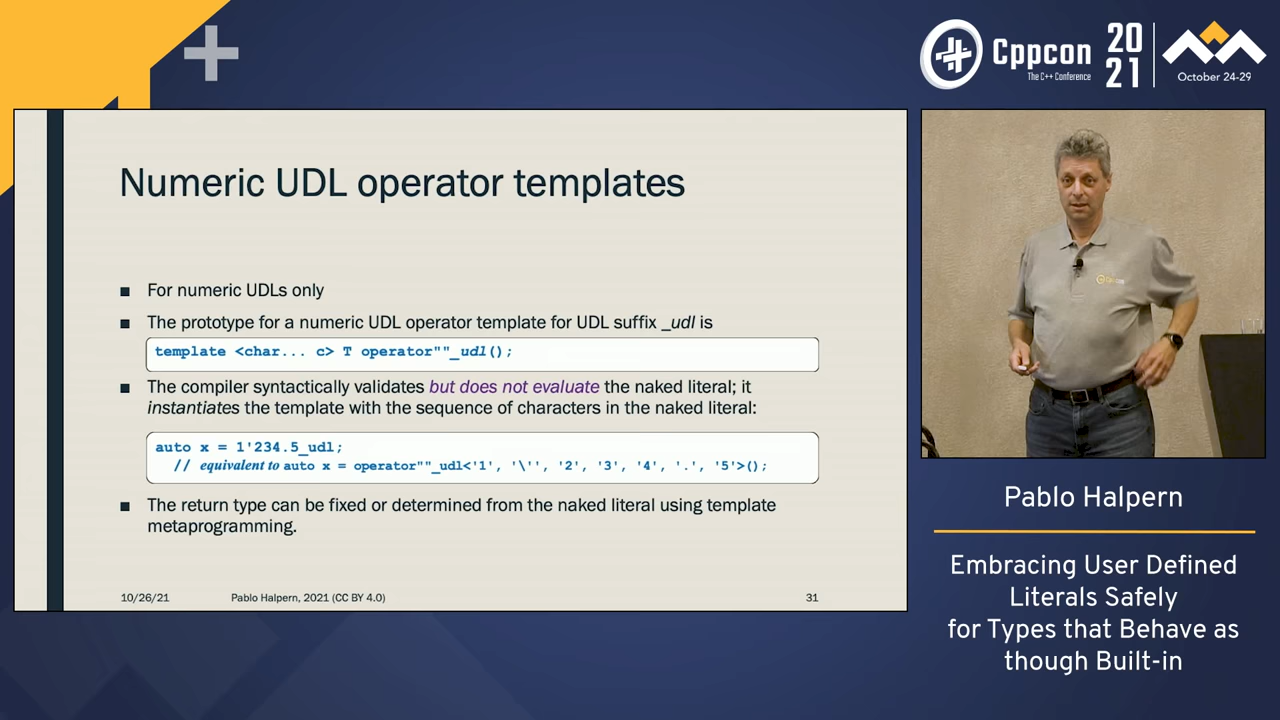 Cppcon
The C++ Conference
20
21
October 24-29
Numeric UDL operator templates
■ For numeric UDLs only
■ The prototype for a numeric UDL operator template for UDL suffix _udl is
template <char... c> T operator""_udl();
■ The compiler syntactically validates but does not evaluate the naked literal; it
instantiates the template with the sequence of characters in the naked literal:
auto x = 1'234.5_udl;
// equivalent to auto x = operator""_udl<'1', '\'', '2', '3', '4', '.', '5'>();
■ The return type can be fixed or determined from the naked literal using template
metaprogramming.
10/26/21
Pablo Halpern, 2021 (CC BY 4.0)
31
Pablo Halpern
Embracing User Defined
Literals Safely
for Types that Behave as
though Built-in